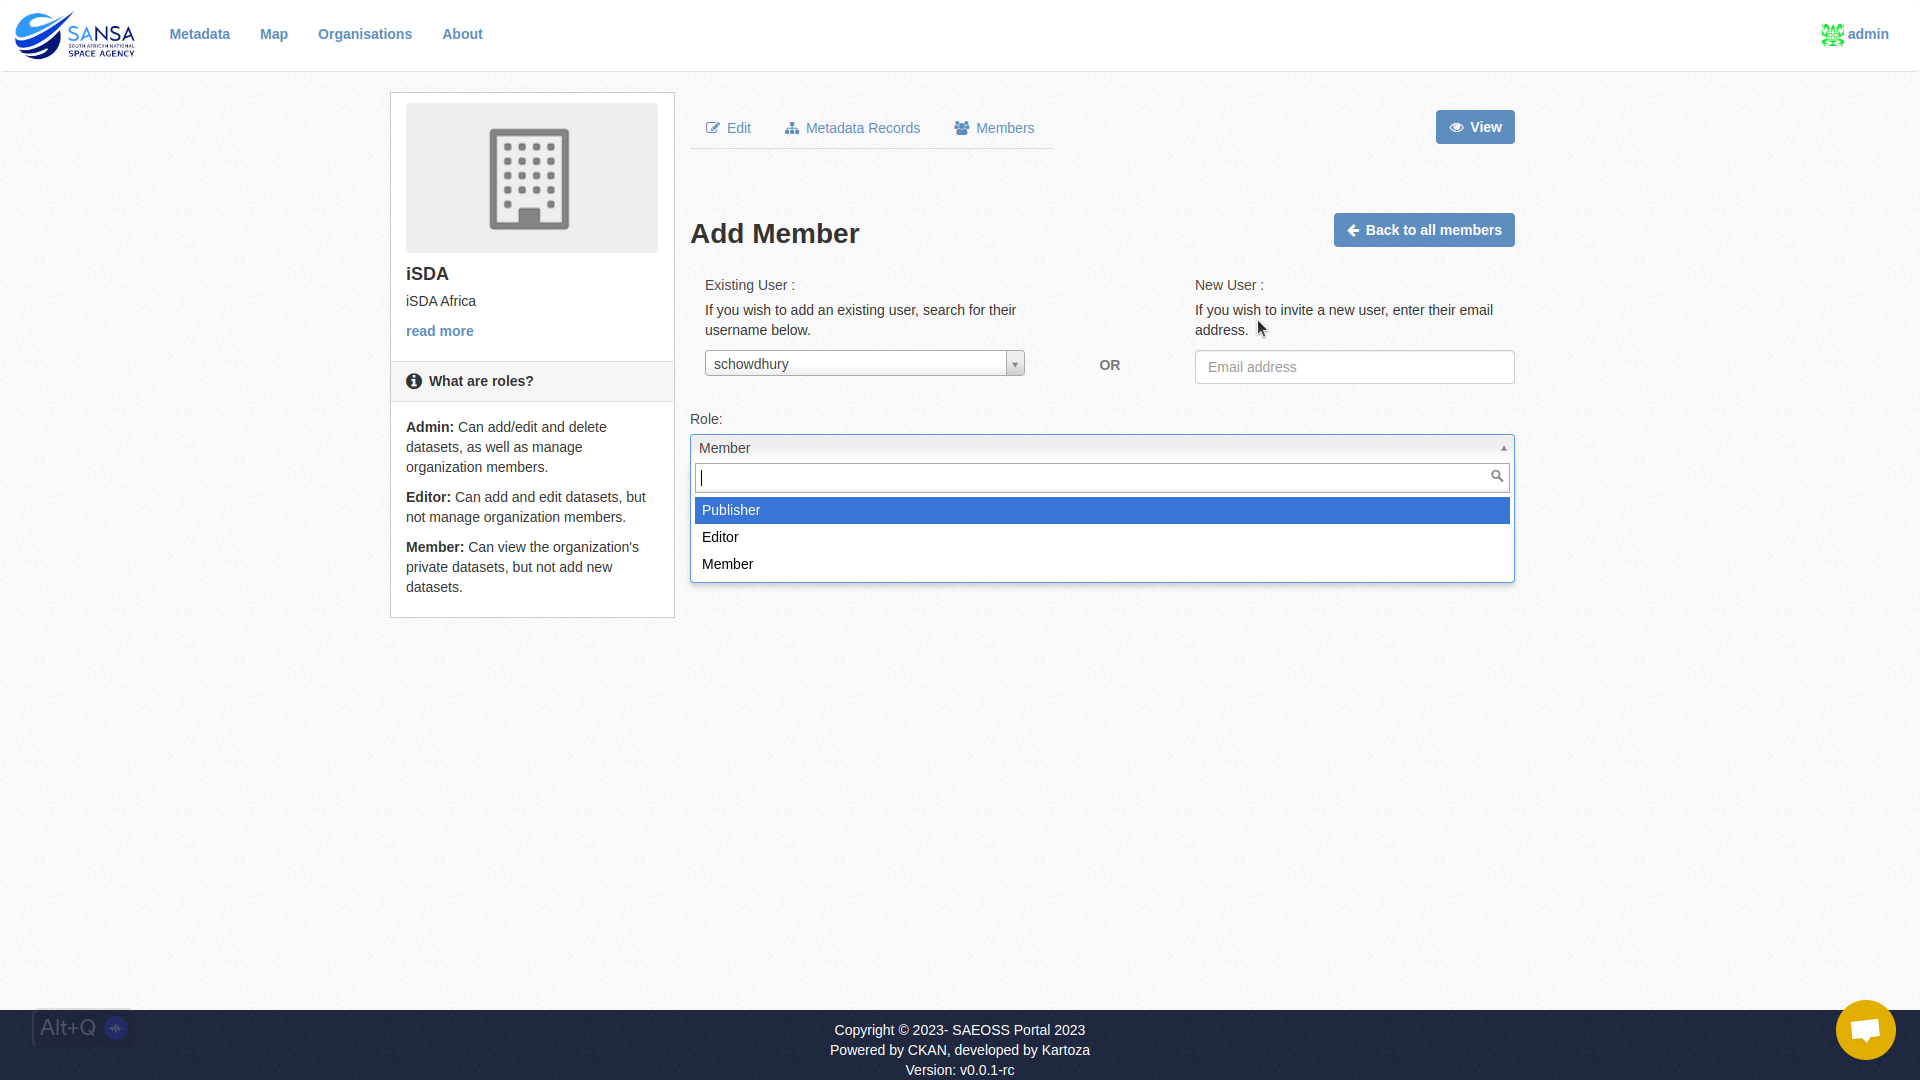 SANSA
SOUTH AFRICAN NATIONAL
SPACE AGENCY
Metadata
Map
Organisations
About
admin
iSDA
iSDA Africa
read more
What are roles?
Admin: Can add/edit and delete
datasets, as well as manage
organization members.
Editor: Can add and edit datasets, but
not manage organization members.
Member: Can view the organization's
private datasets, but not add new
datasets.
Edit
Metadata Records
Members
View
Add Member
Back to all members
Existing User :
If you wish to add an existing user, search for their
username below.
schowdhury
OR
New User :
If you wish to invite a new user, enter their email
address.
Email address
Role:
Member
Publisher
Editor
Member
Alt+Q
Copyright © 2023- SAEOSS Portal 2023
Powered by CKAN, developed by Kartoza
Version: v0.0.1-rc